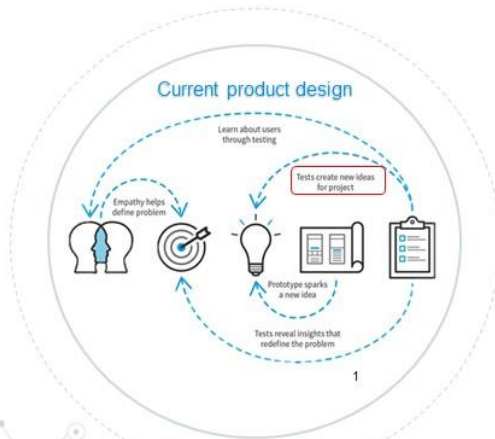 Current product design
Learn about users
through testing
Tests create new ideas
for project
Empathy helps
define problem
Prototype sparks
a new idea
Tests reveal insights that
redefine the problem
1